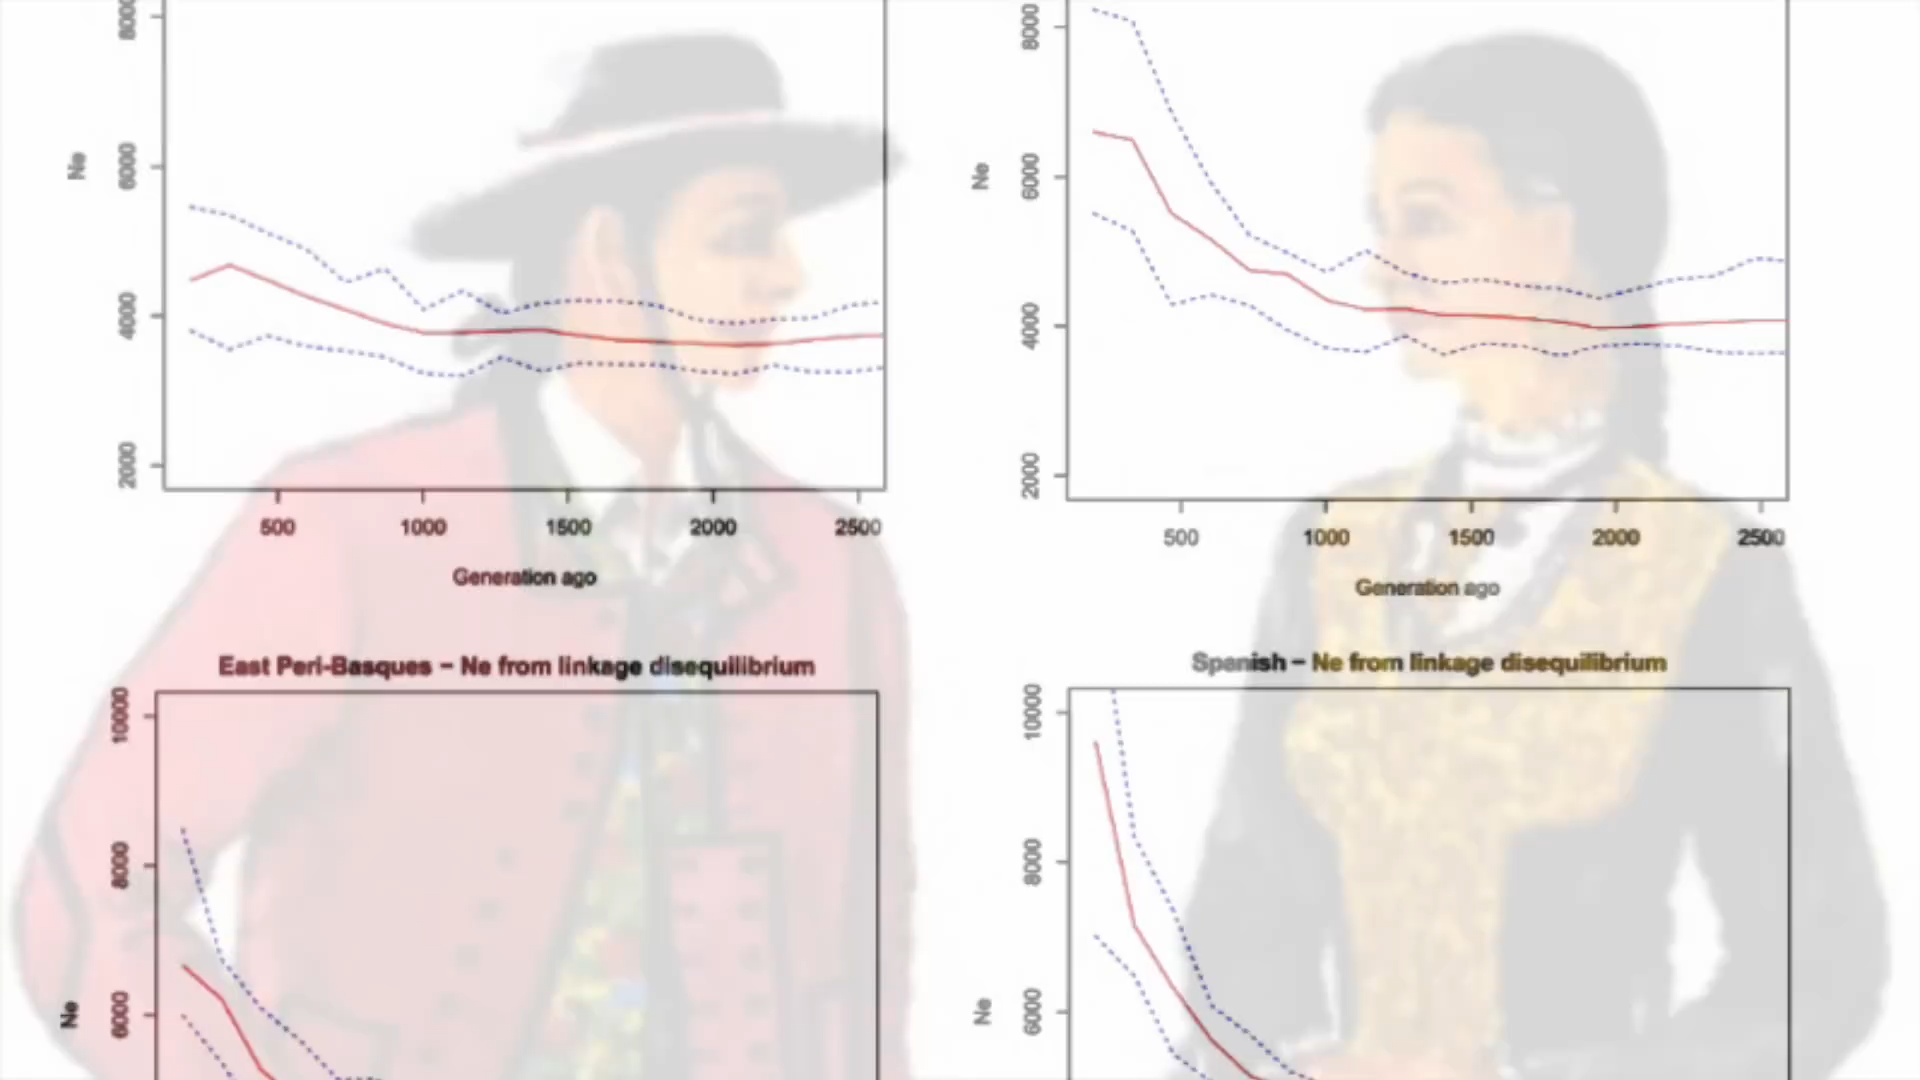 8000
6000
4000
2000
Ne
500 1000 1500 2000 2500
Generation ago
8000
6000
4000
2000
Ne
500 1000 1500 2000 2500
Generation ago
East Peri-Basques − Ne from linkage disequilibrium
10000
8000
6000
Ne
Spanish − Ne from linkage disequilibrium
10000
8000
6000
Ne